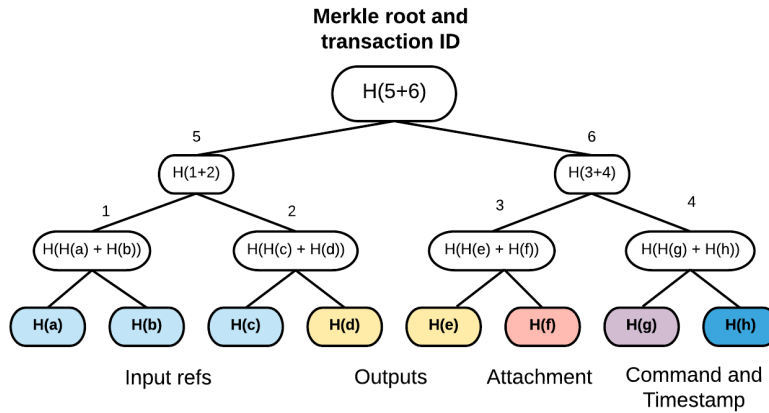 Merkle root and
transaction ID
H(5+6)
5
6
H(1+2)
H(3+4)
1
2
3
4
H(H(a) + H(b))
H(H(c) + H(d))
H(H(e) + H(f))
H(H(g) + H(h))
H(a)
H(b)
H(c)
H(d)
H(e)
H(f)
H(g)
H(h)
Input refs
Outputs
Attachment
Command and
Timestamp